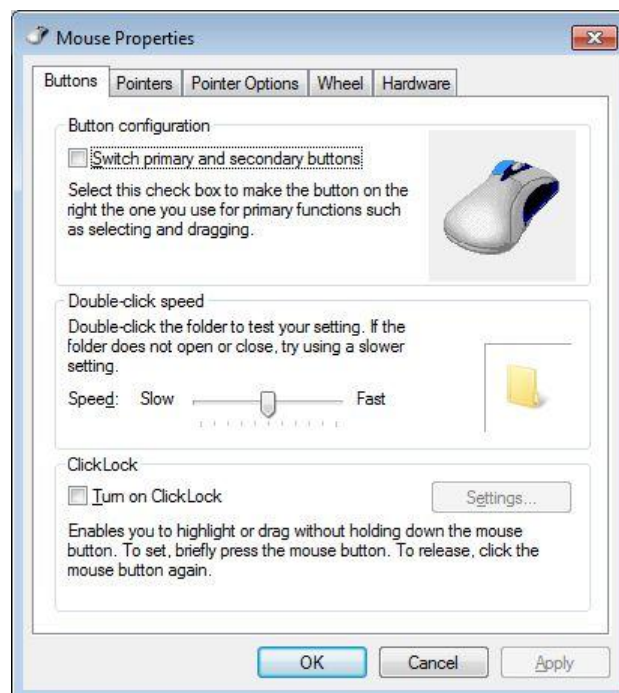 Mouse Properties
Buttons Pointers Pointer Options Wheel Hardware
Button configuration
Switch primary and secondary buttons
Select this check box to make the button on the
right the one you use for primary functions such
as selecting and dragging.
Double-click speed
Double-click the folder to test your setting. If the
folder does not open or close, try using a slower
setting.
Speed: Slow Fast
ClickLock
Turn on ClickLock Settings...
Enables you to highlight or drag without holding down the mouse
button. To set, briefly press the mouse button. To release, click the
mouse button again.
OK Cancel Apply